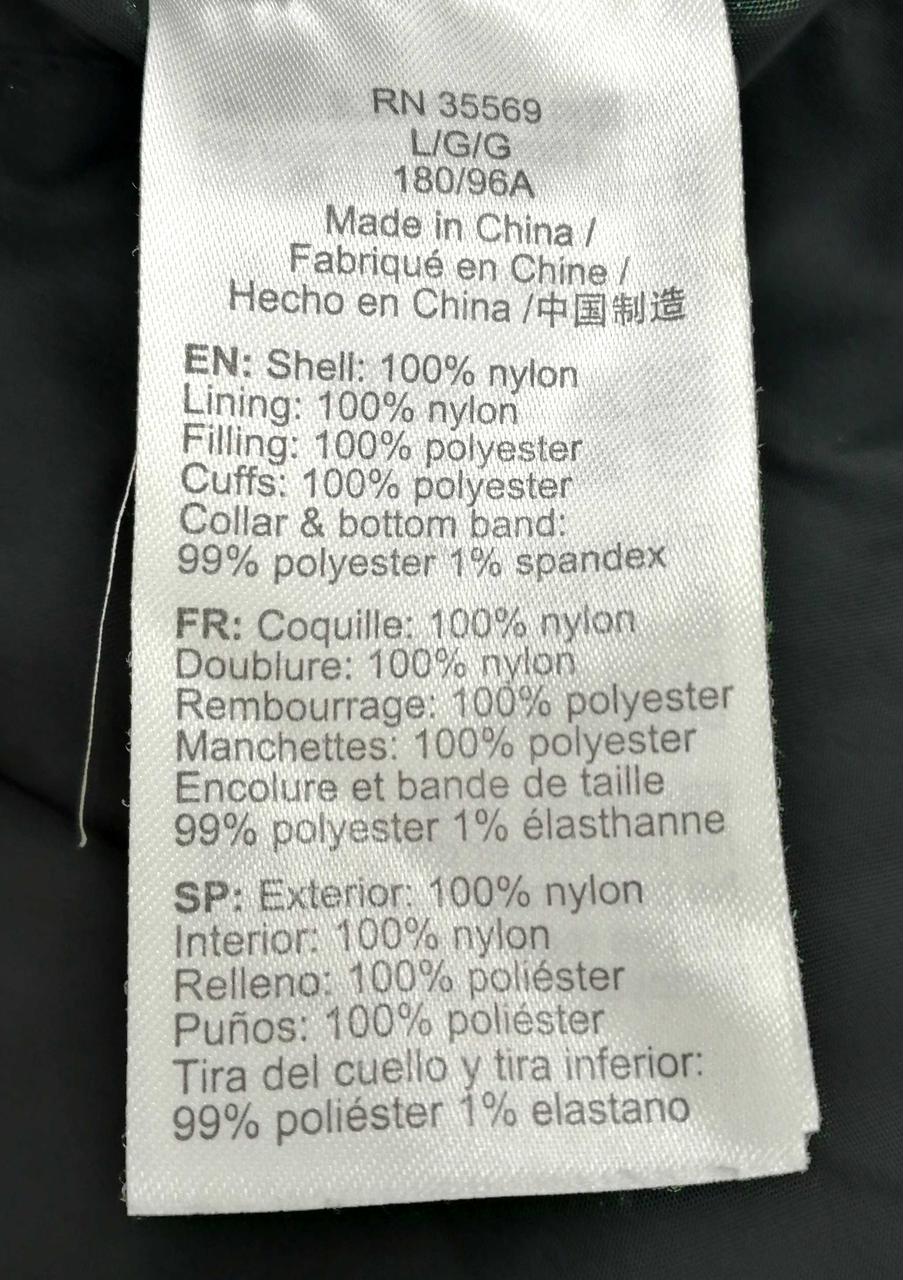 RN 35569
L/G/G
180/96A
Made in China /
Fabriqué en Chine /
Hecho en China /中国制造
EN: Shell: 100% nylon
Lining: 100% nylon
Filling: 100% polyester
Cuffs: 100% polyester
Collar & bottom band:
99% polyester 1% spandex
FR: Coquille: 100% nylon
Doublure: 100% nylon
Rembourrage: 100% polyester
Manchettes: 100% polyester
Encolure et bande de taille
99% polyester 1% élasthanne
SP: Exterior: 100% nylon
Interior: 100% nylon
Relleno: 100% poliéster
Puños: 100% poliéster
Tira del cuello y tira inferior:
99% poliéster 1% elastano